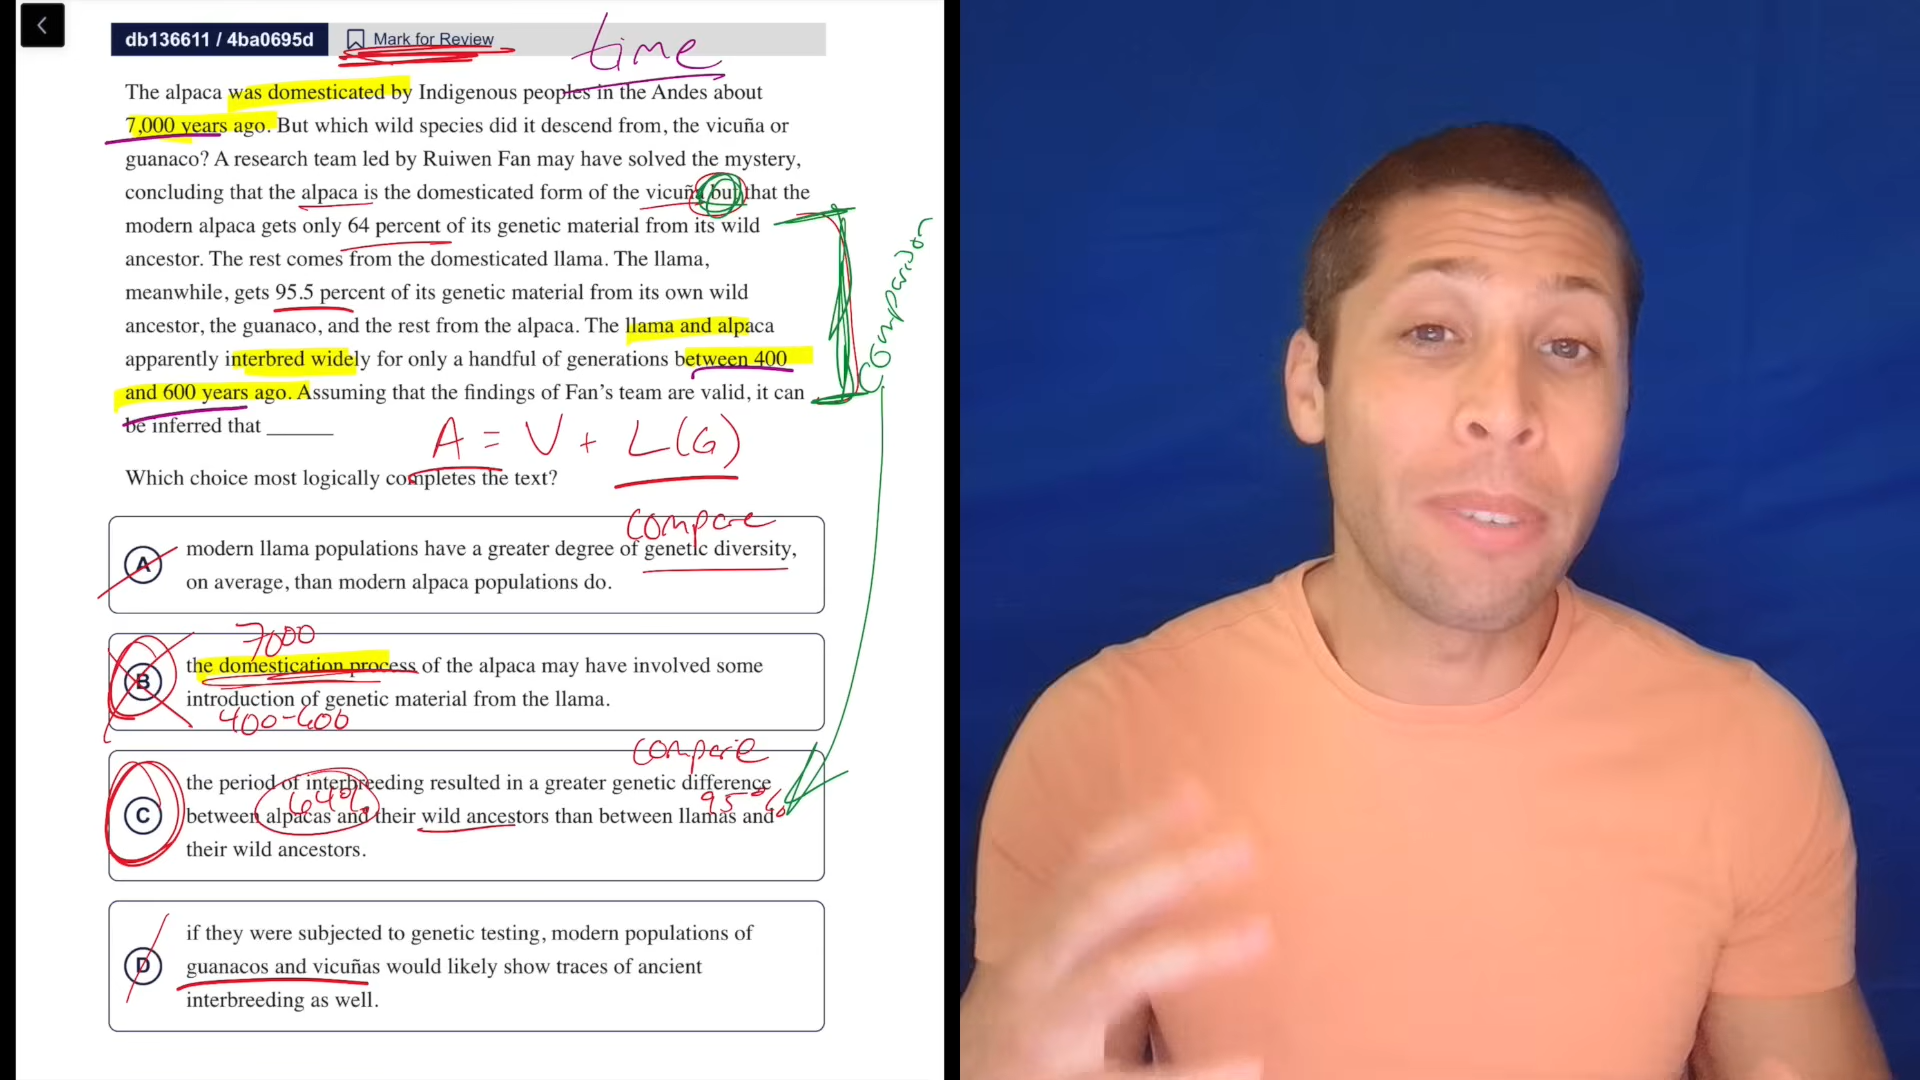 db136611 / 4ba0695d
Mark for Review
time
The alpaca was domesticated by Indigenous peoples in the Andes about
7,000 years ago. But which wild species did it descend from, the vicuña or
guanaco? A research team led by Ruiwen Fan may have solved the mystery,
concluding that the alpaca is the domesticated form of the vicuña but that the
modern alpaca gets only 64 percent of its genetic material from its wild
ancestor. The rest comes from the domesticated llama. The llama,
meanwhile, gets 95.5 percent of its genetic material from its own wild
ancestor, the guanaco, and the rest from the alpaca. The llama and alpaca
apparently interbred widely for only a handful of generations between 400
and 600 years ago. Assuming that the findings of Fan's team are valid, it can
be inferred that ______
comparison
A = V + L(G)
Which choice most logically completes the text?
compare
A
modern llama populations have a greater degree of genetic diversity,
on average, than modern alpaca populations do.
7000
B
the domestication process of the alpaca may have involved some
introduction of genetic material from the llama.
400-600
compare
C
the period of interbreeding resulted in a greater genetic difference
64% 95%
between alpacas and their wild ancestors than between llamas and
their wild ancestors.
D
if they were subjected to genetic testing, modern populations of
guanacos and vicuñas would likely show traces of ancient
interbreeding as well.